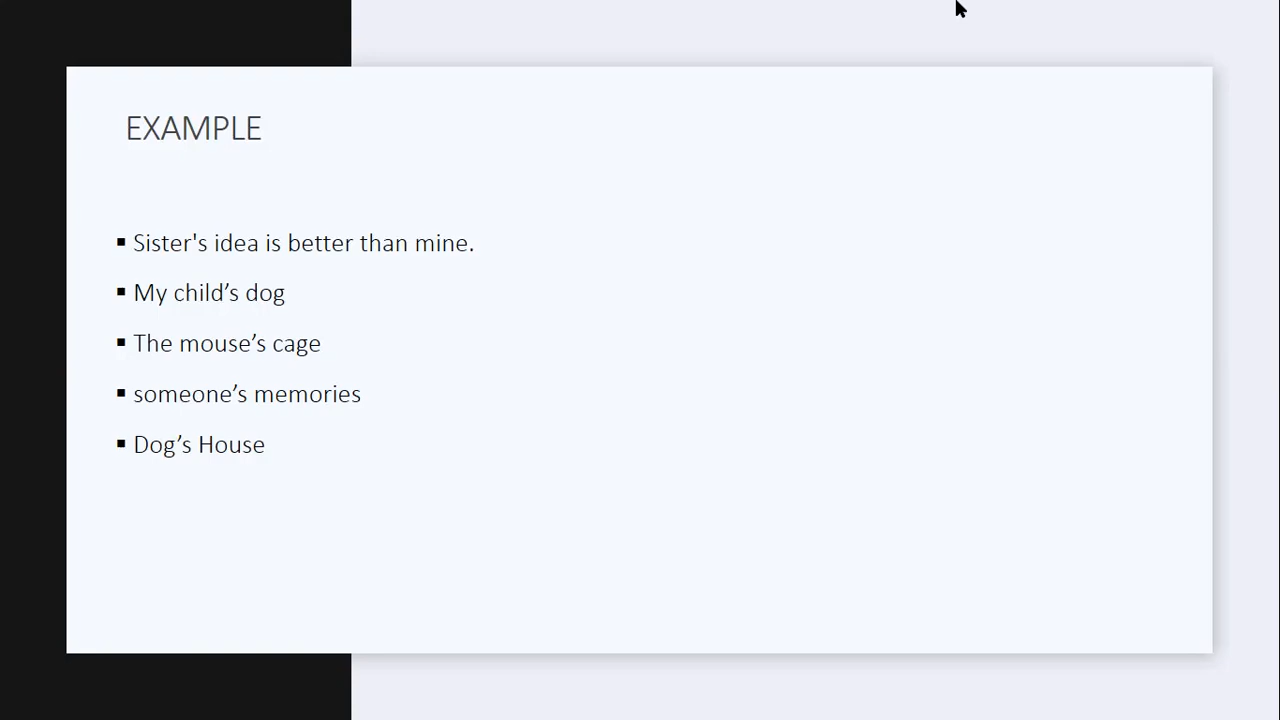 EXAMPLE
▪ Sister's idea is better than mine.
▪ My child’s dog
▪ The mouse’s cage
▪ someone’s memories
▪ Dog’s House